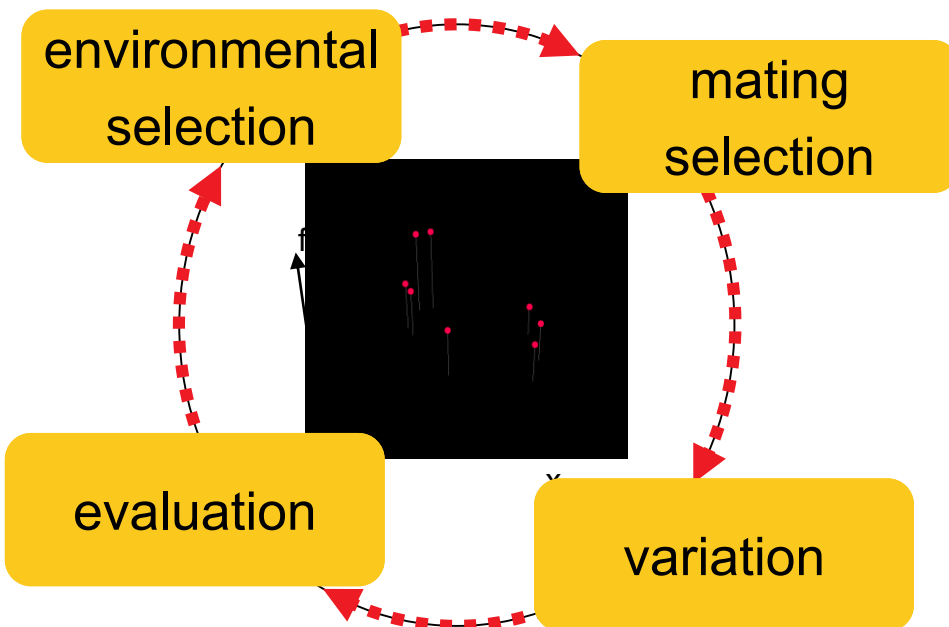 environmental
selection
mating
selection
f
evaluation
x
variation